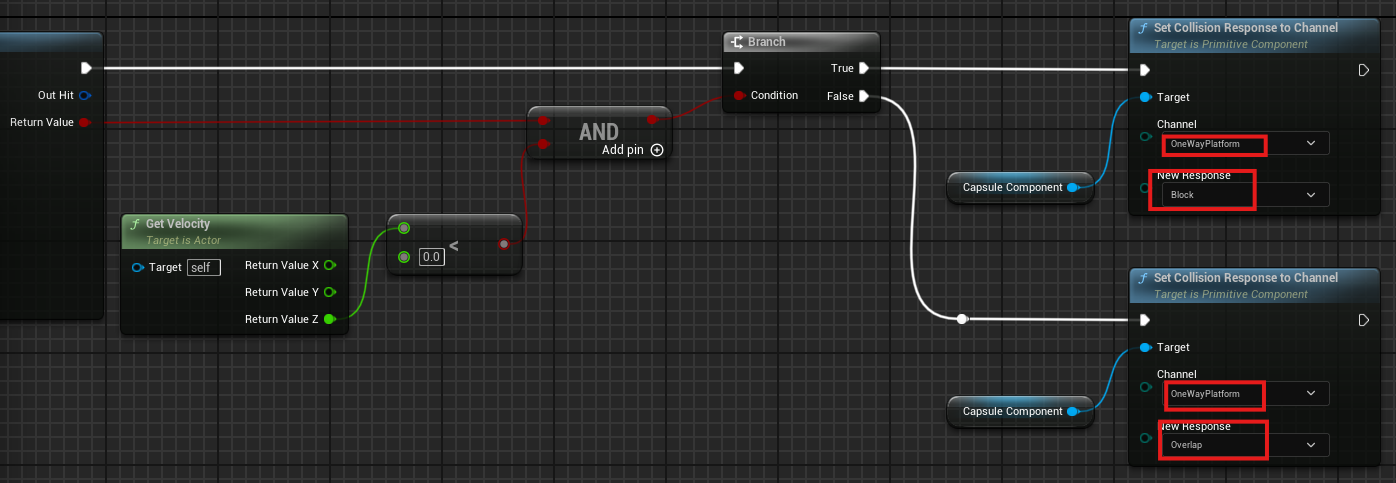 Out Hit
Return Value
Get Velocity
Target is Actor
Target self
Return Value X
Return Value Y
Return Value Z
0.0 <
AND
Add pin
Branch
True
Condition False
Capsule Component
Set Collision Response to Channel
Target is Primitive Component
Target
Channel
OneWayPlatform
New Response
Block
Capsule Component
Set Collision Response to Channel
Target is Primitive Component
Target
Channel
OneWayPlatform
New Response
Overlap